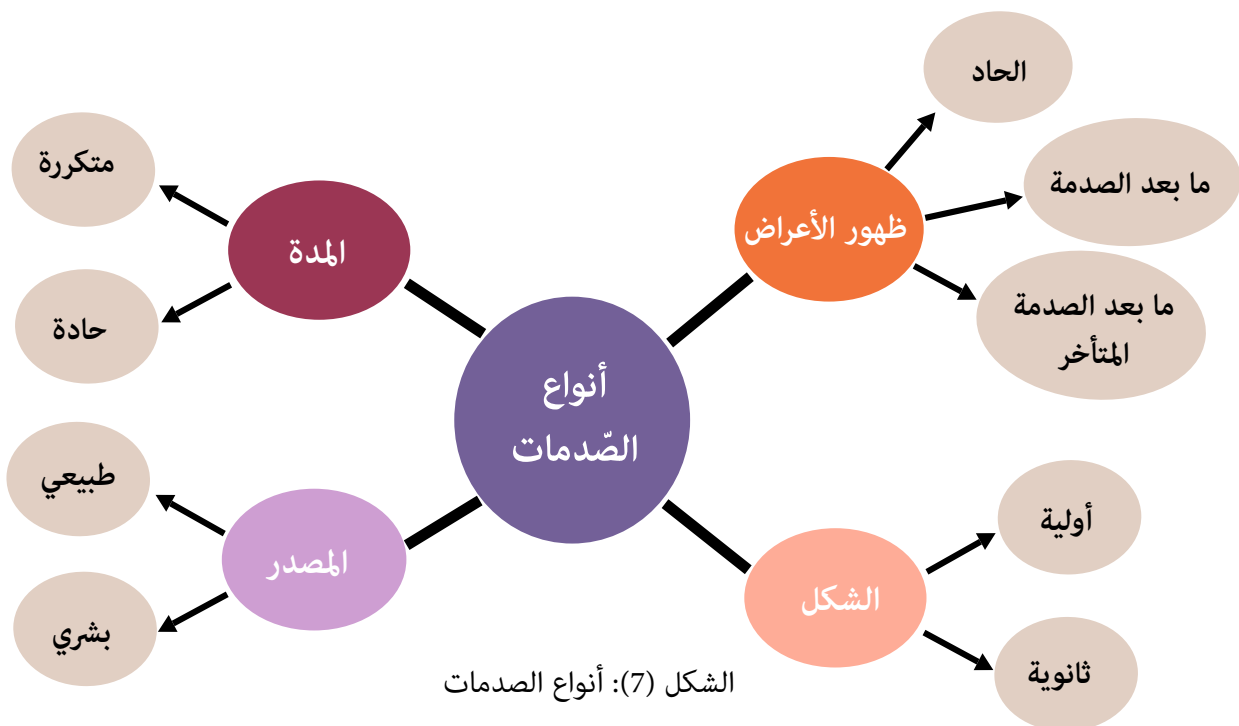 أنواع
الصّدمات
ظهور الأعراض
الحاد
ما بعد الصدمة
ما بعد الصدمة
المتأخر
الشكل
أولية
ثانوية
المدة
متكررة
حادة
المصدر
طبيعي
بشري
الشكل (7): أنواع الصدمات